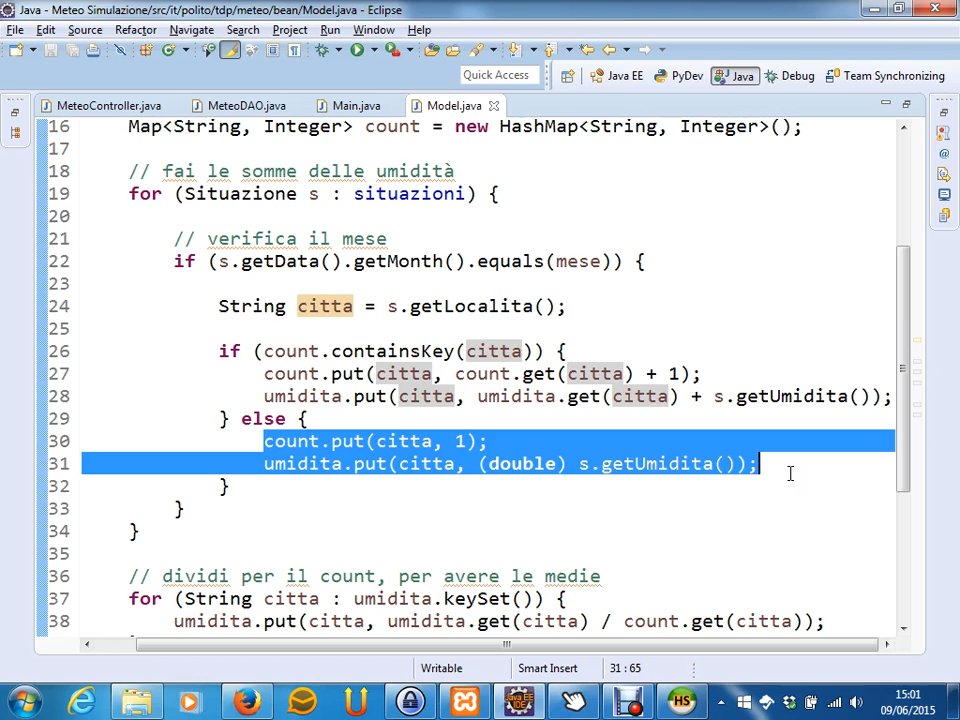 Java - Meteo Simulazione/src/it/polito/tdp/meteo/bean/Model.java - Eclipse
File Edit Source Refactor Navigate Search Project Run Window Help
Quick Access Java EE PyDev Java Debug Team Synchronizing
MeteoController.java MeteoDAO.java Main.java Model.java
16 Map<String, Integer> count = new HashMap<String, Integer>();
17
18 // fai le somme delle umidità
19 for (Situazione s : situazioni) {
20
21 // verifica il mese
22 if (s.getData().getMonth().equals(mese)) {
23
24 String citta = s.getLocalita();
25
26 if (count.containsKey(citta)) {
27 count.put(citta, count.get(citta) + 1);
28 umidita.put(citta, umidita.get(citta) + s.getUmidita());
29 } else {
30 count.put(citta, 1);
31 umidita.put(citta, (double) s.getUmidita());
32 }
33 }
34 }
35
36 // dividi per il count, per avere le medie
37 for (String citta : umidita.keySet()) {
38 umidita.put(citta, umidita.get(citta) / count.get(citta));
Writable Smart Insert 31 : 65
Java EE
IDE
HS
15:01
09/06/2015